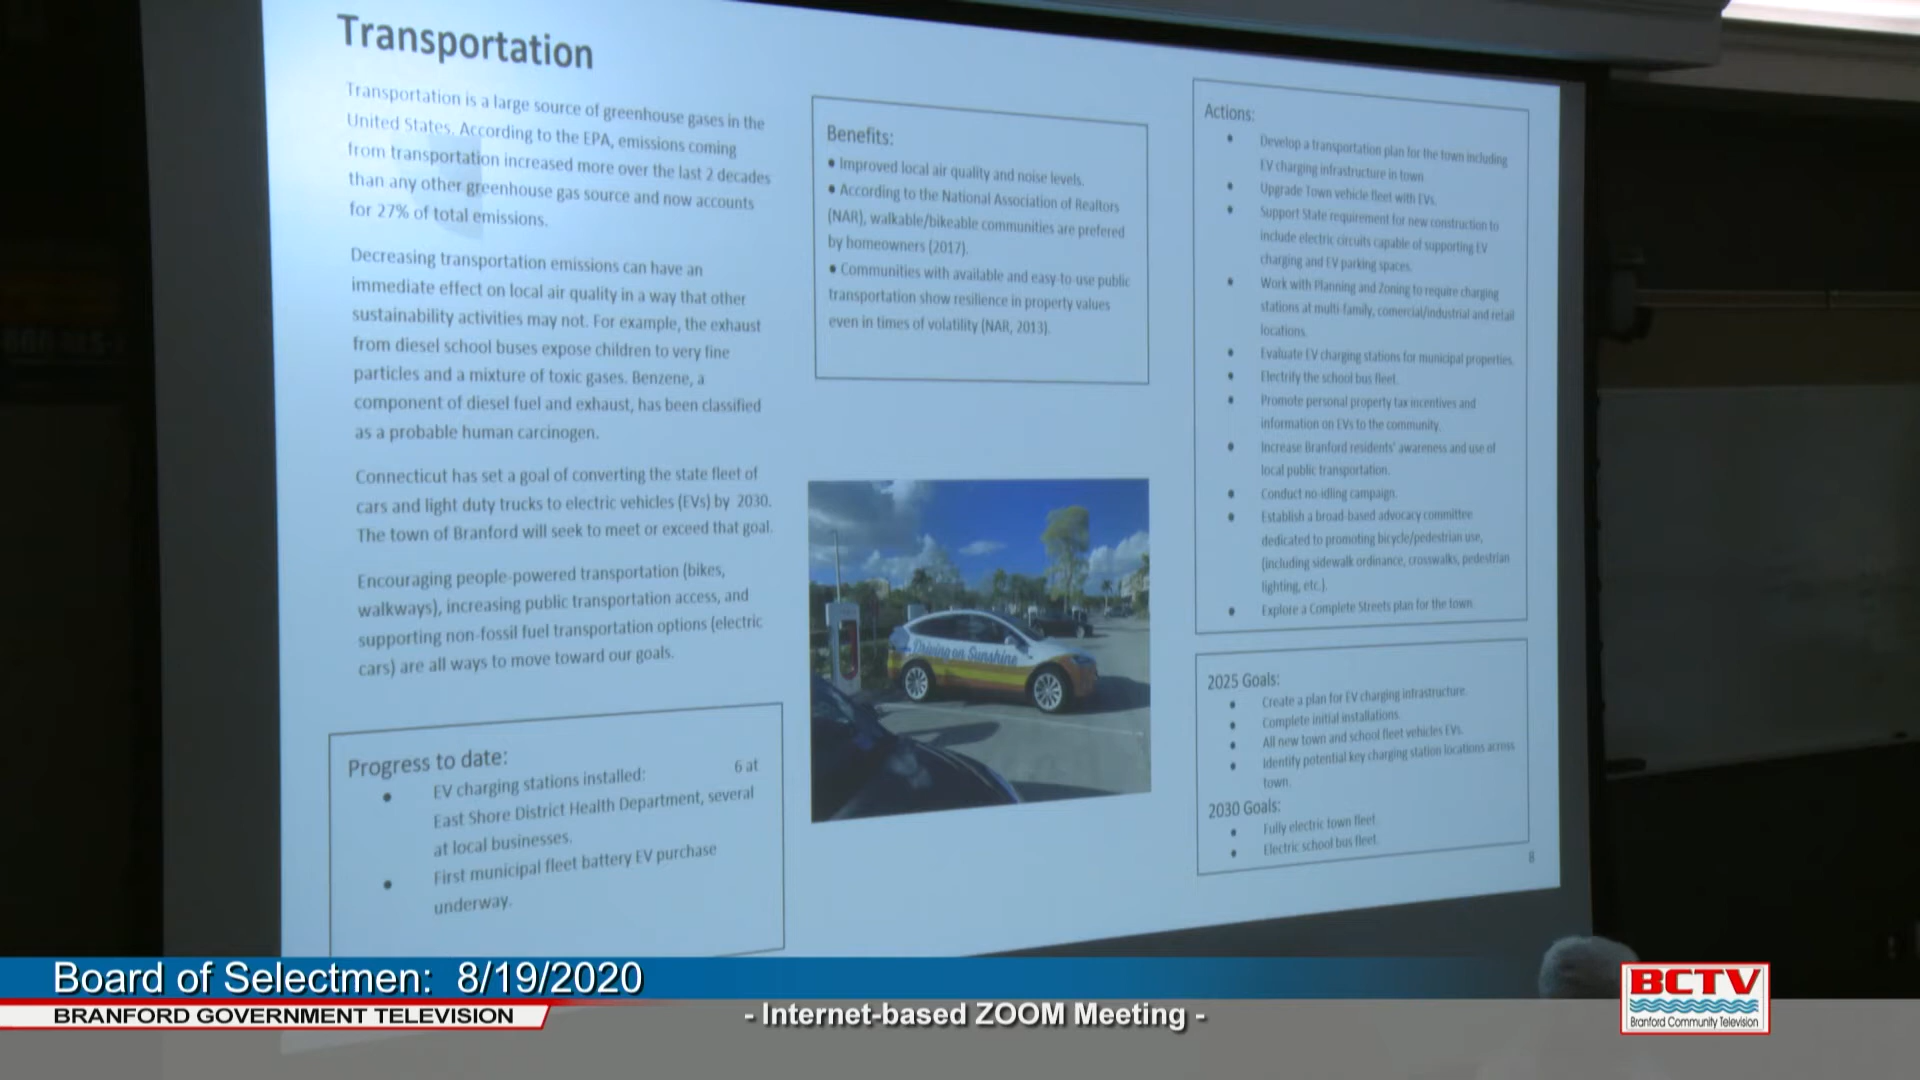 Transportation
Transportation is a large source of greenhouse gases in the
United States. According to the EPA, emissions coming
from transportation increased more over the last 2 decades
than any other greenhouse gas source and now accounts
for 27% of total emissions.
Decreasing transportation emissions can have an
immediate effect on local air quality in a way that other
sustainability activities may not. For example, the exhaust
from diesel school buses expose children to very fine
particles and a mixture of toxic gases. Benzene, a
component of diesel fuel and exhaust, has been classified
as a probable human carcinogen.
Connecticut has set a goal of converting the state fleet of
cars and light duty trucks to electric vehicles (EVs) by 2030.
The town of Branford will seek to meet or exceed that goal.
Encouraging people-powered transportation (bikes,
walkways), increasing public transportation access, and
supporting non-fossil fuel transportation options (electric
cars) are all ways to move toward our goals.
Progress to date:
• EV charging stations installed: 6 at
East Shore District Health Department, several
at local businesses.
• First municipal fleet battery EV purchase
underway.
Benefits:
• Improved local air quality and noise levels.
• According to the National Association of Realtors
(NAR), walkable/bikeable communities are prefered
by homeowners (2017).
• Communities with available and easy-to-use public
transportation show resilience in property values
even in times of volatility (NAR, 2013).
Driving on Sunshine
Actions:
• Develop a transportation plan for the town including
EV charging infrastructure in town.
• Upgrade Town vehicle fleet with EVs.
• Support State requirement for new construction to
include electric circuits capable of supporting EV
charging and EV parking spaces.
• Work with Planning and Zoning to require charging
stations at multi-family, comercial/industrial and retail
locations.
• Evaluate EV charging stations for municipal properties.
• Electrify the school bus fleet.
• Promote personal property tax incentives and
information on EVs to the community.
• Increase Branford residents' awareness and use of
local public transportation.
• Conduct no-idling campaign.
• Establish a broad-based advocacy committee
dedicated to promoting bicycle/pedestrian use,
(including sidewalk ordinance, crosswalks, pedestrian
lighting, etc.).
• Explore a Complete Streets plan for the town.
2025 Goals:
• Create a plan for EV charging infrastructure.
• Complete initial installations.
• All new town and school fleet vehicles EVs.
• Identify potential key charging station locations across
town.
2030 Goals:
• Fully electric town fleet.
• Electric school bus fleet.
8
Board of Selectmen: 8/19/2020
BRANFORD GOVERNMENT TELEVISION
- Internet-based ZOOM Meeting -
BCTV
Branford Community Television